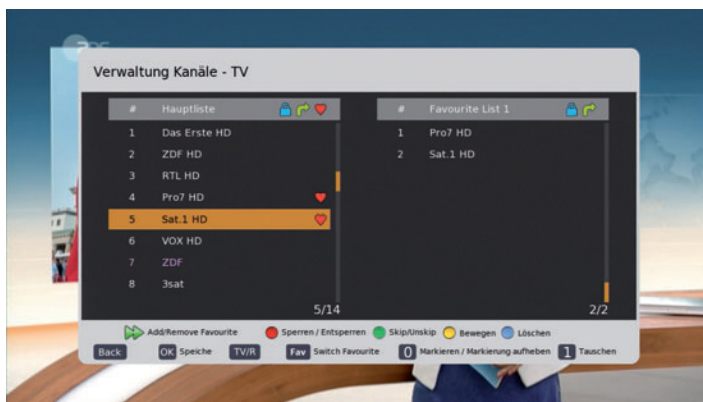 ZDF
Verwaltung Kanäle - TV
# Hauptliste
1 Das Erste HD
2 ZDF HD
3 RTL HD
4 Pro7 HD
5 Sat.1 HD
6 VOX HD
7 ZDF
8 3sat
5/14
# Favourite List 1
1 Pro7 HD
2 Sat.1 HD
2/2
Add/Remove Favourite Sperren / Entsperren Skip/Unskip Bewegen Löschen
Back OK Speiche TV/R Fav Switch Favourite 0 Markieren / Markierung aufheben 1 Tauschen